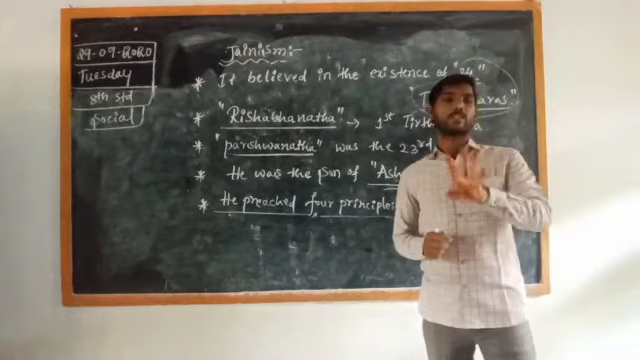 29-09-2020
Tuesday
8th std
social
Jainism:-
* It believed in the existence of "24"
"T aras"
* "Rishabhanatha" → 1st Tirth a
* "parshwanatha" was the 23rd
* He was the son of "Ash
* He preached four principles